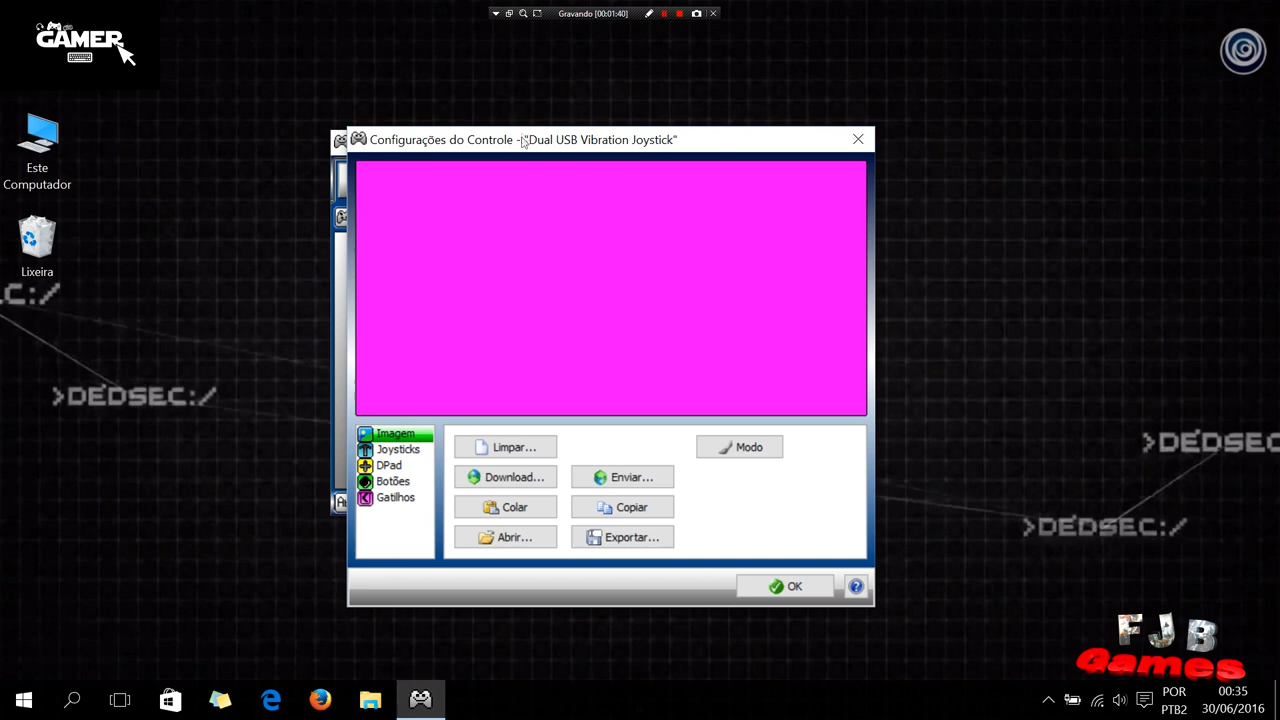 Gravando [00:01:40]
GAMER
Este
Computador
Lixeira
Configurações do Controle - "Dual USB Vibration Joystick"
Imagem
Joysticks
DPad
Botões
Gatilhos
Limpar...
Modo
Download...
Enviar...
Colar
Copiar
Abrir...
Exportar...
OK
>DEDSEC:/
>DEDSEC
>DEDSEC:/
FJB
Games
POR
PTB2
00:35
30/06/2016